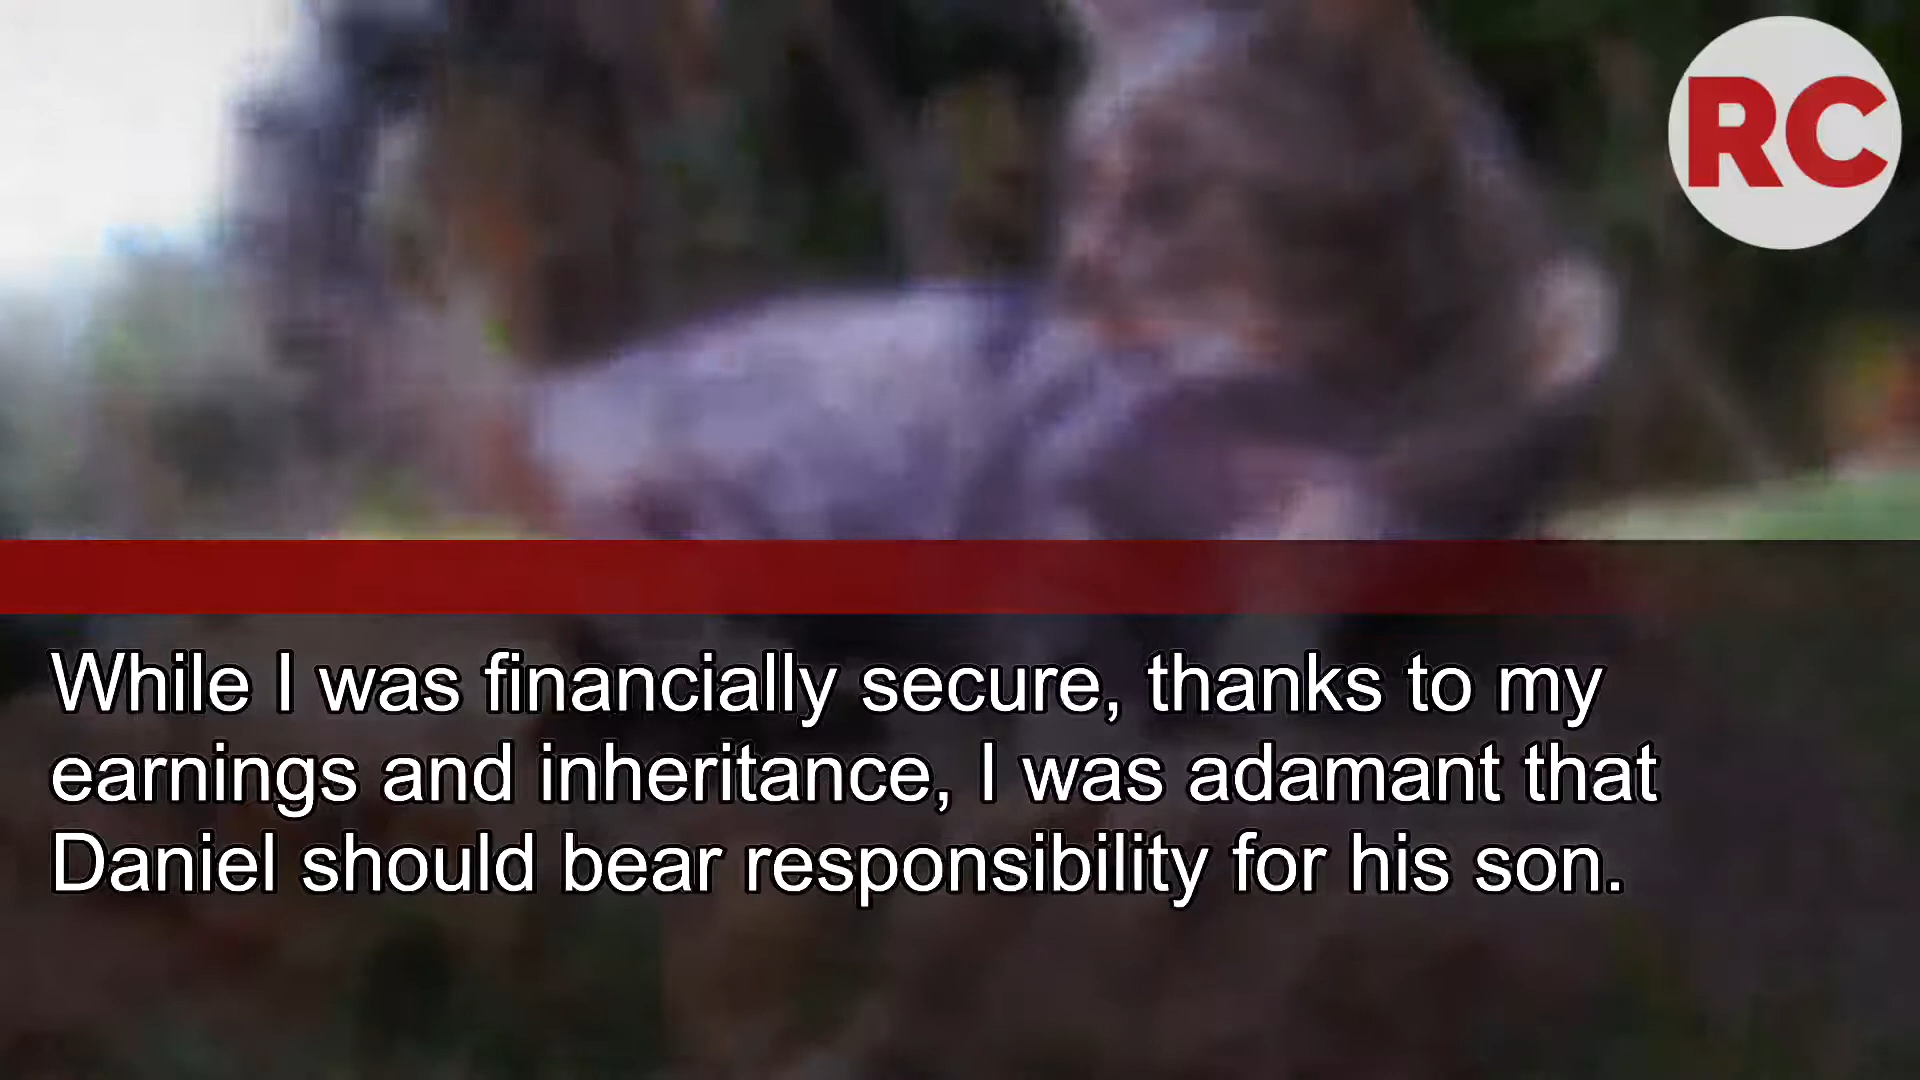 RC
While I was financially secure, thanks to my
earnings and inheritance, I was adamant that
Daniel should bear responsibility for his son.